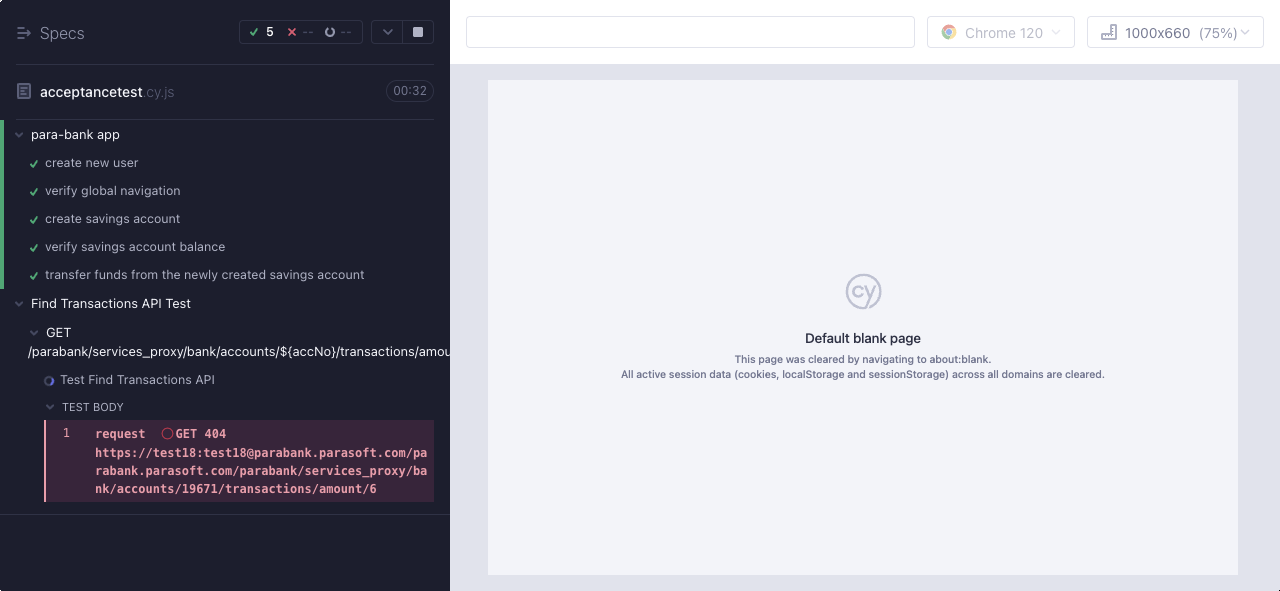 Specs
5 -- --
Chrome 120
1000x660 (75%)
acceptancetest.cy.js
00:32
para-bank app
create new user
verify global navigation
create savings account
verify savings account balance
transfer funds from the newly created savings account
Find Transactions API Test
GET
/parabank/services_proxy/bank/accounts/${accNo}/transactions/amou
Test Find Transactions API
TEST BODY
1 request GET 404
https://test18:test18@parabank.parasoft.com/pa
rabank.parasoft.com/parabank/services_proxy/ba
nk/accounts/19671/transactions/amount/6
cy
Default blank page
This page was cleared by navigating to about:blank.
All active session data (cookies, localStorage and sessionStorage) across all domains are cleared.